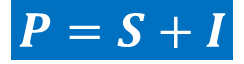 P = S + I